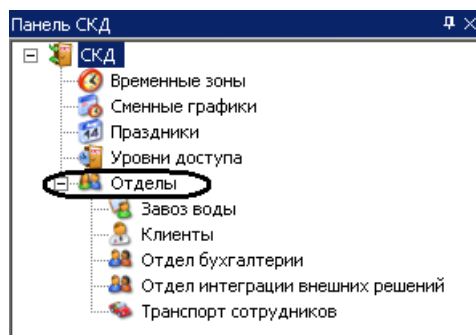 Панель СКД
СКД
Временные зоны
Сменные графики
Праздники
Уровни доступа
Отделы
Завоз воды
Клиенты
Отдел бухгалтерии
Отдел интеграции внешних решений
Транспорт сотрудников